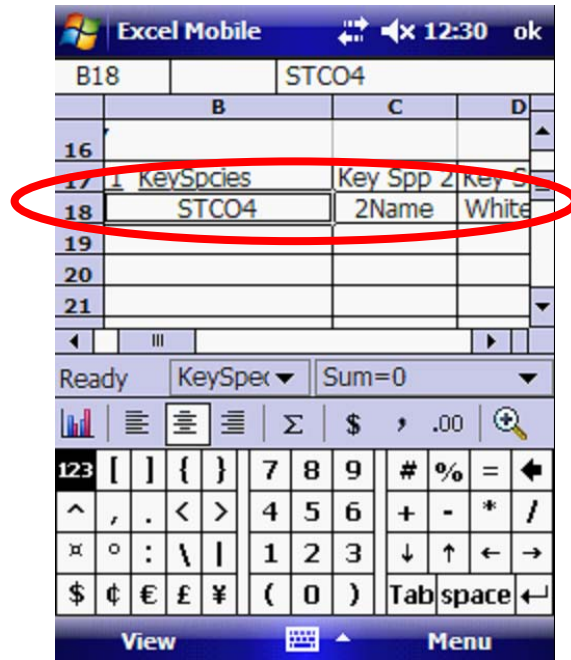 Excel Mobile 12:30 ok
B18 STCO4
B C D
16
17 1 KeySpcies Key Spp 2 Key S
18 STCO4 2Name White
19
20
21
Ready KeySpec Sum=0
Σ $ , .00
123 [ ] { } 7 8 9 # % = 🡄
^ , . < > 4 5 6 + - * /
¤ ° : \ | 1 2 3 ↓ ↑ ← →
$ ¢ € £ ¥ ( 0 ) Tab space ↵
View Menu